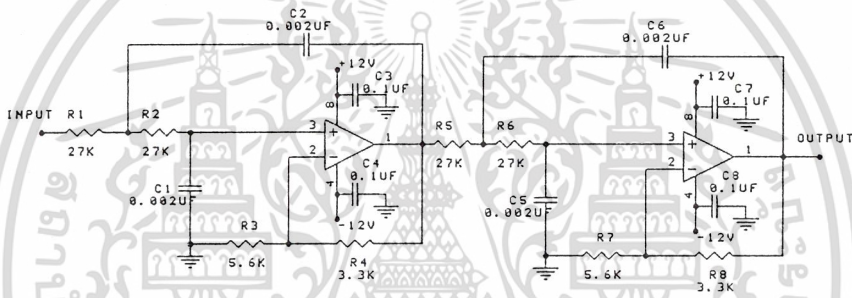 C2
0.002UF
C6
0.002UF
+12V
C3
0.1UF
8
+12V
C7
0.1UF
8
INPUT
R1
27K
R2
27K
3
2
1
C4
0.1UF
4
-12V
R5
27K
R6
27K
3
2
1
OUTPUT
C8
0.1UF
4
-12V
C1
0.002UF
R3
5.6K
R4
3.3K
C5
0.002UF
R7
5.6K
R8
3.3K